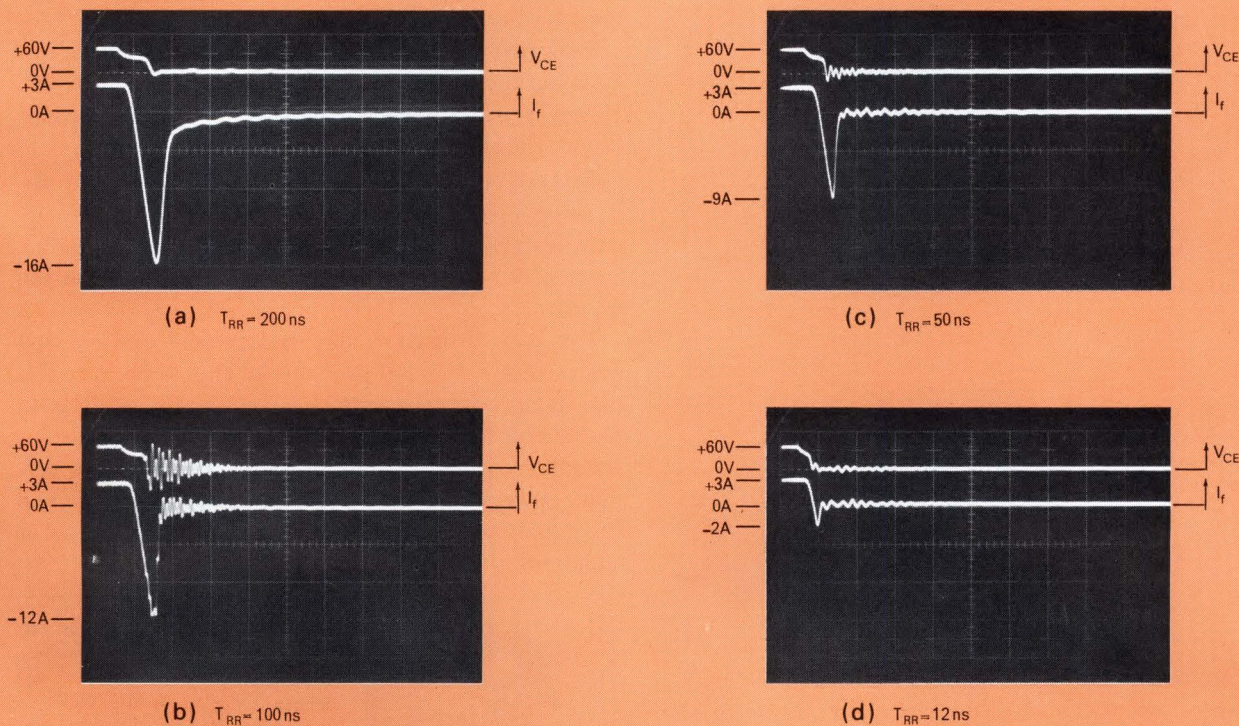 +60V
0V
+3A
0A
-16A
V_CE
I_f
(a) T_RR = 200 ns
+60V
0V
+3A
0A
-9A
V_CE
I_f
(c) T_RR = 50 ns
+60V
0V
+3A
0A
-12A
V_CE
I_f
(b) T_RR = 100 ns
+60V
0V
+3A
0A
-2A
V_CE
I_f
(d) T_RR = 12 ns